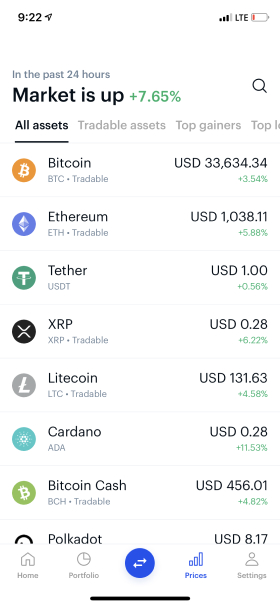 9:22
LTE
In the past 24 hours
Market is up +7.65%
All assets Tradable assets Top gainers Top lo
Bitcoin USD 33,634.34
BTC • Tradable +3.54%
Ethereum USD 1,038.11
ETH • Tradable +5.88%
Tether USD 1.00
USDT +0.56%
XRP USD 0.28
XRP • Tradable +6.22%
Litecoin USD 131.63
LTC • Tradable +4.58%
Cardano USD 0.28
ADA +11.53%
Bitcoin Cash USD 456.01
BCH • Tradable +4.82%
Polkadot USD 8.17
Home Portfolio Prices Settings